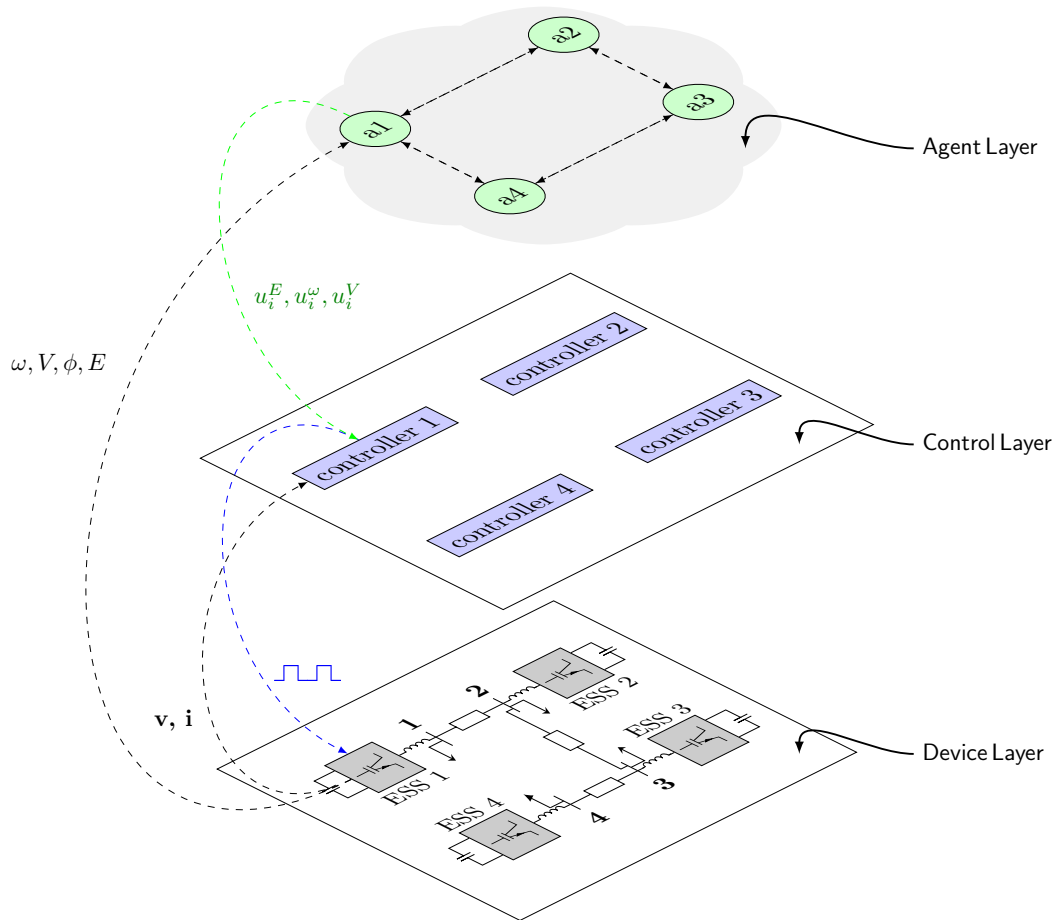 a2
a3
a1
a4
Agent Layer
u_i^E, u_i^ω, u_i^V
ω, V, ϕ, E
controller 2
controller 3
controller 1
controller 4
Control Layer
v, i
2
1
3
4
ESS 2
ESS 3
ESS 1
ESS 4
Device Layer